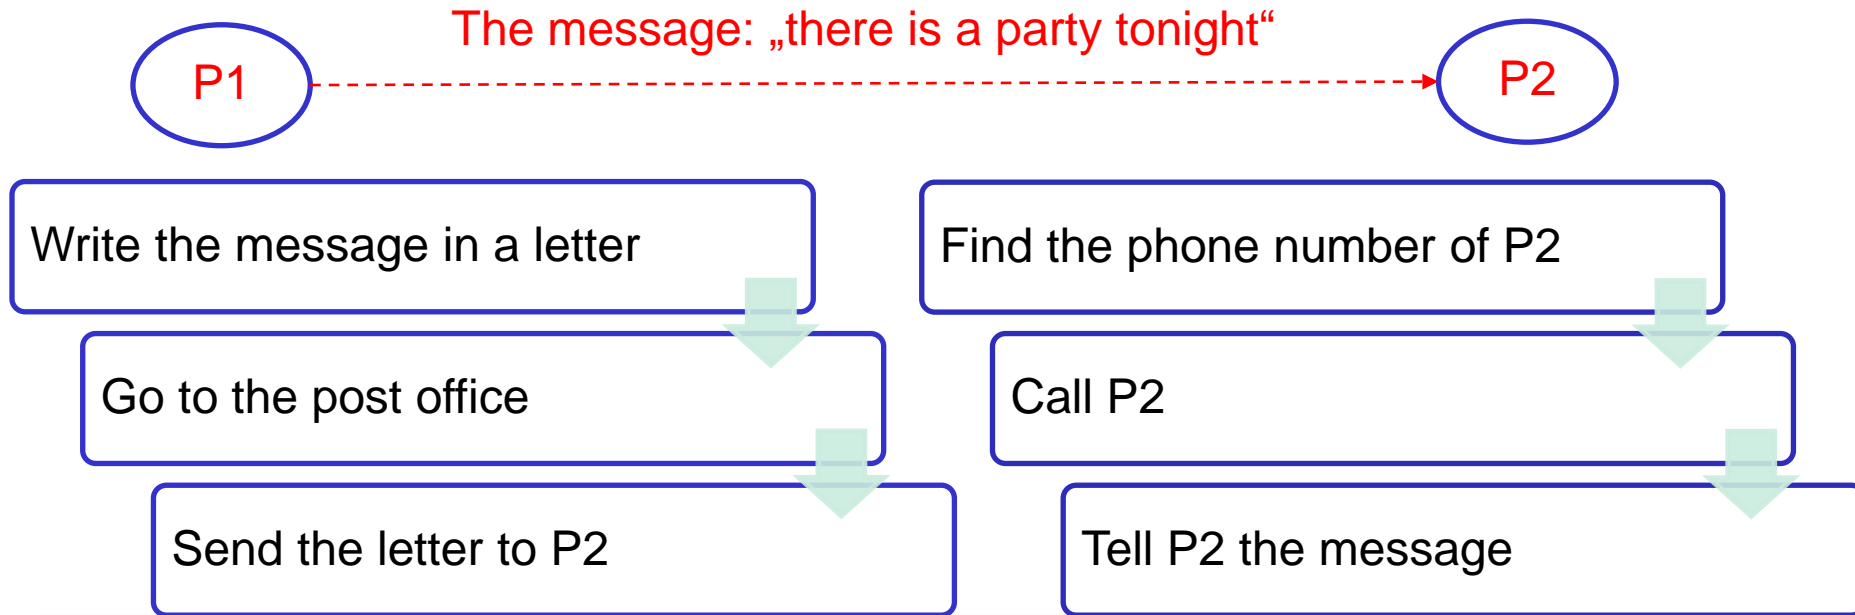 The message: „there is a party tonight“
P1
P2
Write the message in a letter
Go to the post office
Send the letter to P2
Find the phone number of P2
Call P2
Tell P2 the message